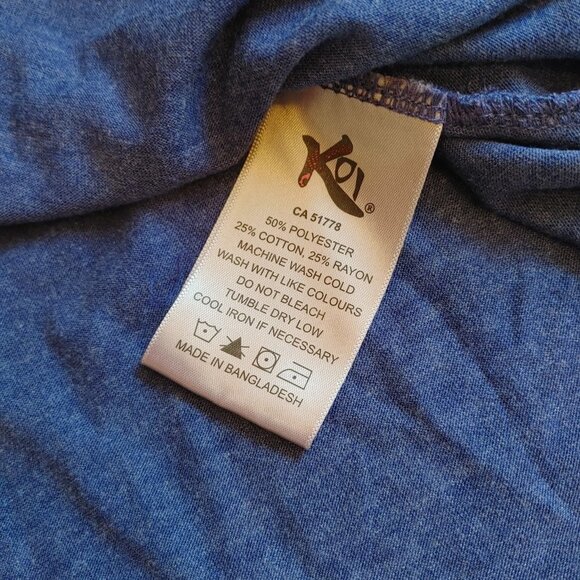 Koi®
CA 51778
50% POLYESTER
25% COTTON, 25% RAYON
MACHINE WASH COLD
WASH WITH LIKE COLOURS
DO NOT BLEACH
TUMBLE DRY LOW
COOL IRON IF NECESSARY
MADE IN BANGLADESH